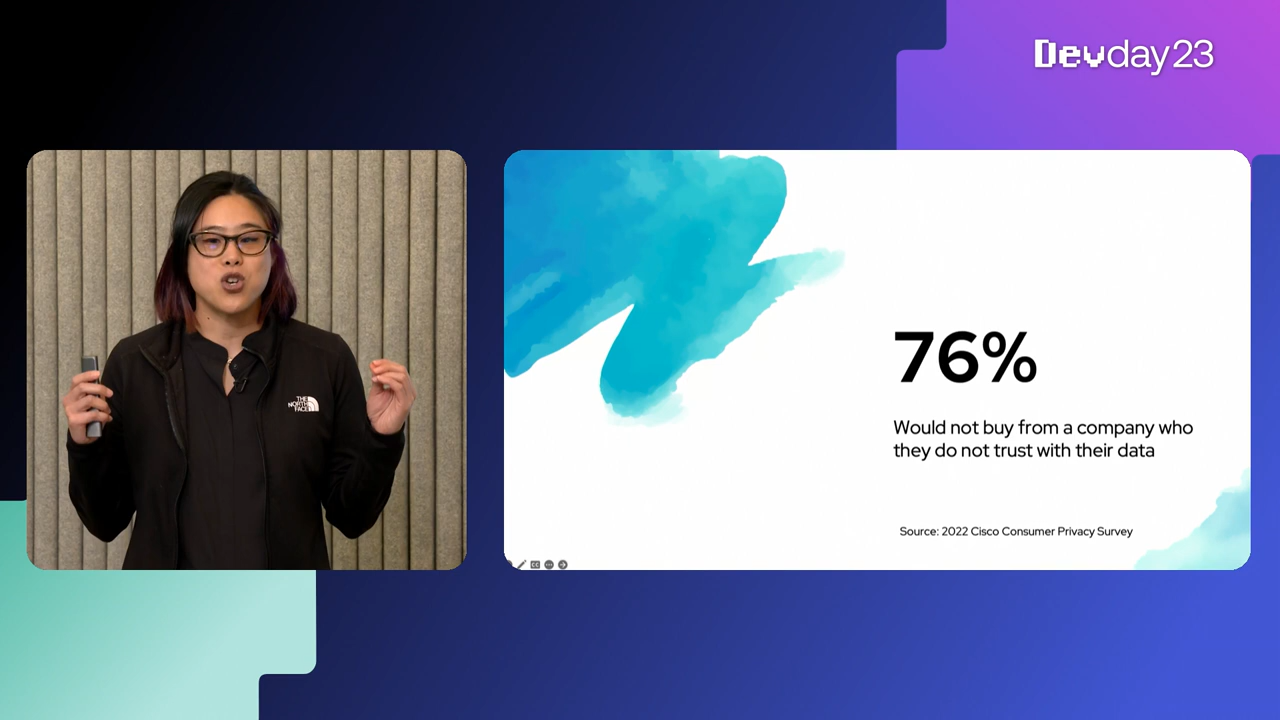 Devday23
THE
NORTH
FACE
76%
Would not buy from a company who
they do not trust with their data
Source: 2022 Cisco Consumer Privacy Survey